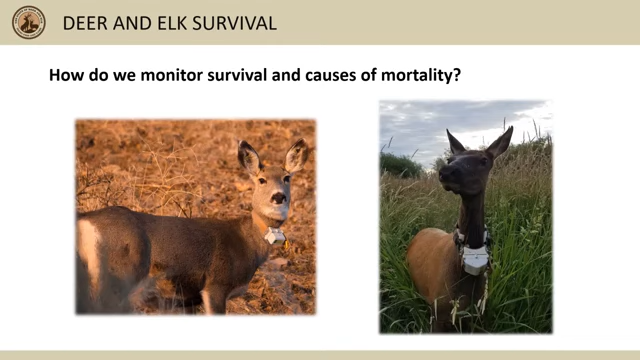 DEER AND ELK SURVIVAL
How do we monitor survival and causes of mortality?